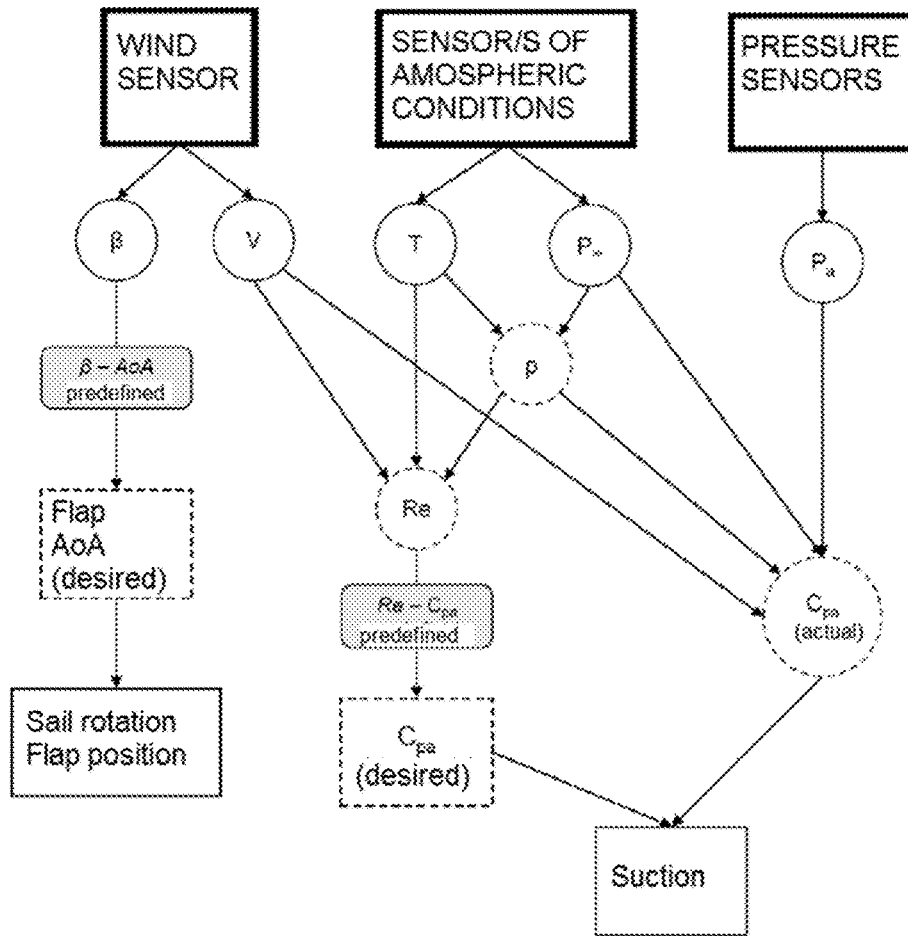 WIND
SENSOR
SENSOR/S OF
AMOSPHERIC
CONDITIONS
PRESSURE
SENSORS
β
V
T
P∞
Pa
ρ
β – AoA
predefined
Re
Flap
AoA
(desired)
Re – Cpa
predefined
Cpa
(actual)
Sail rotation
Flap position
Cpa
(desired)
Suction